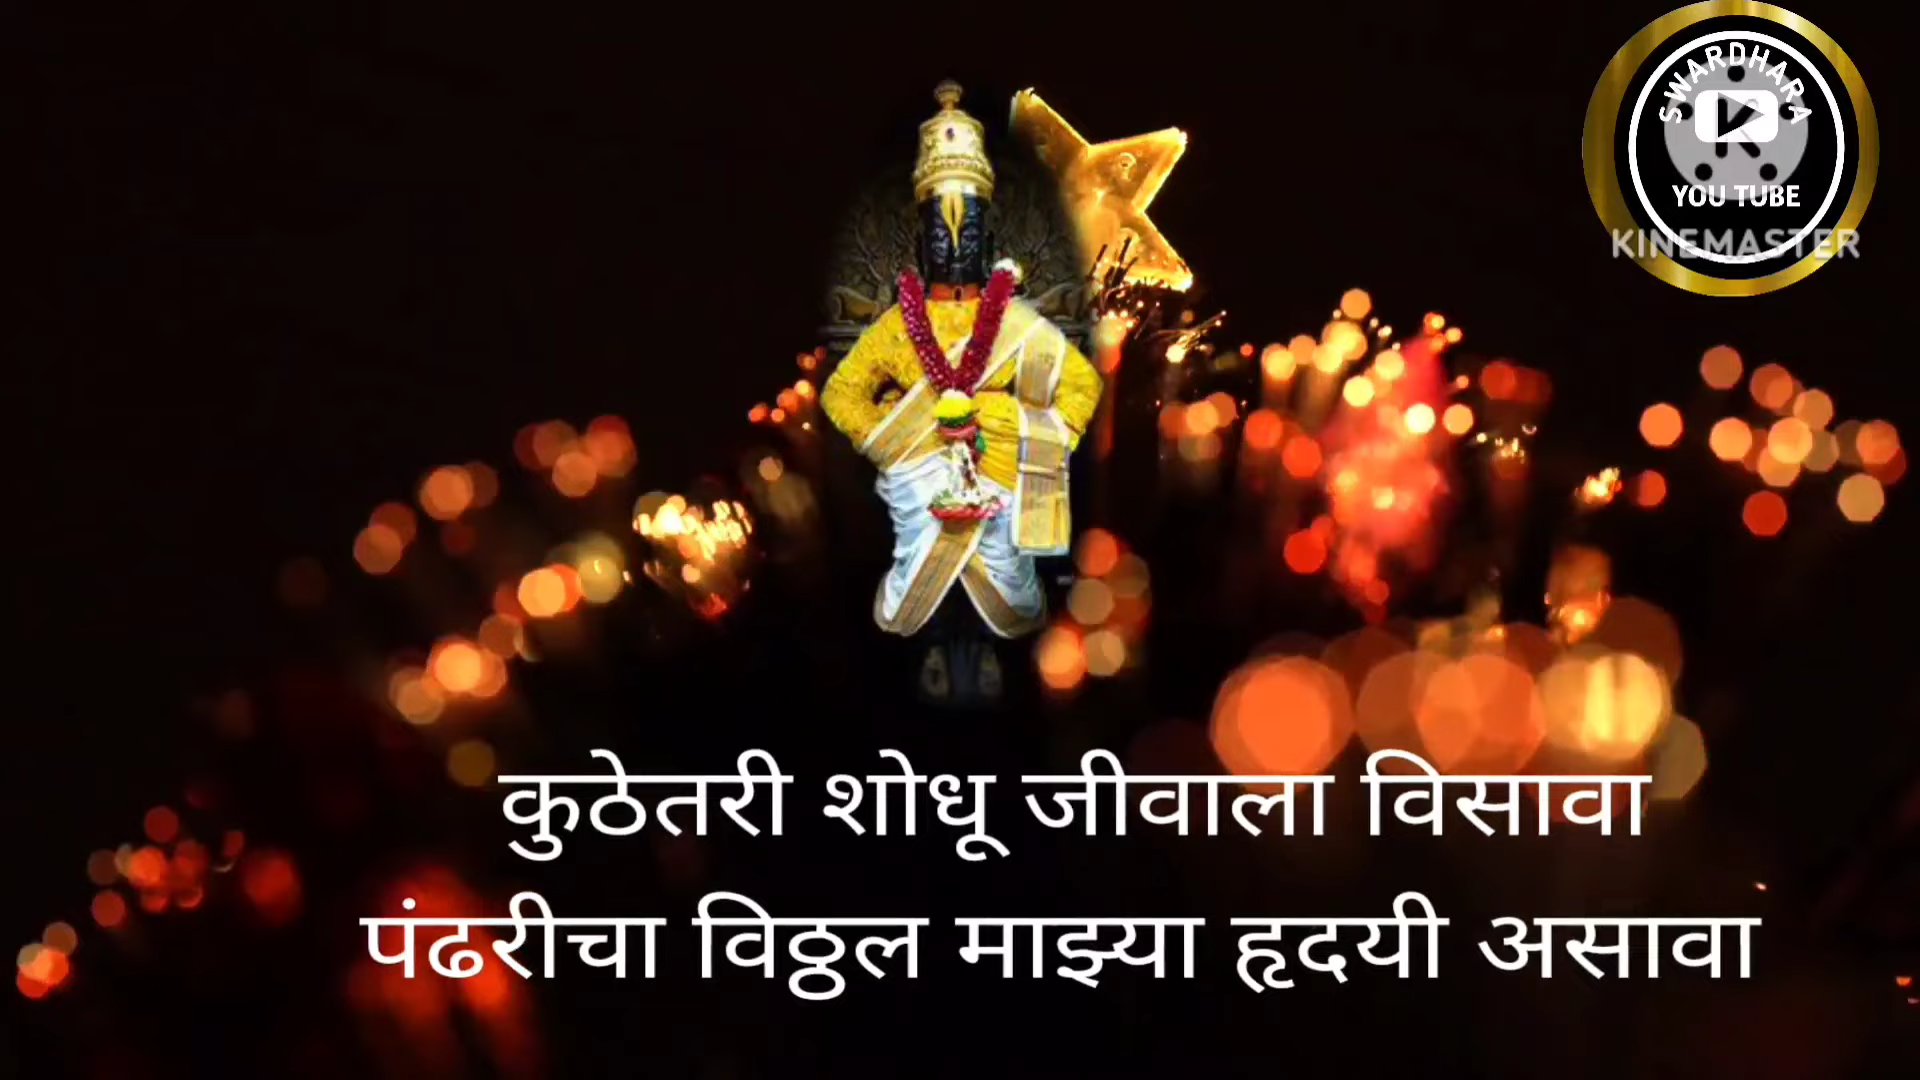 SWARDHARA
YOU TUBE
KINEMASTER
कुठेतरी शोधू जीवाला विसावा
पंढरीचा विठ्ठल माझ्या हृदयी असावा